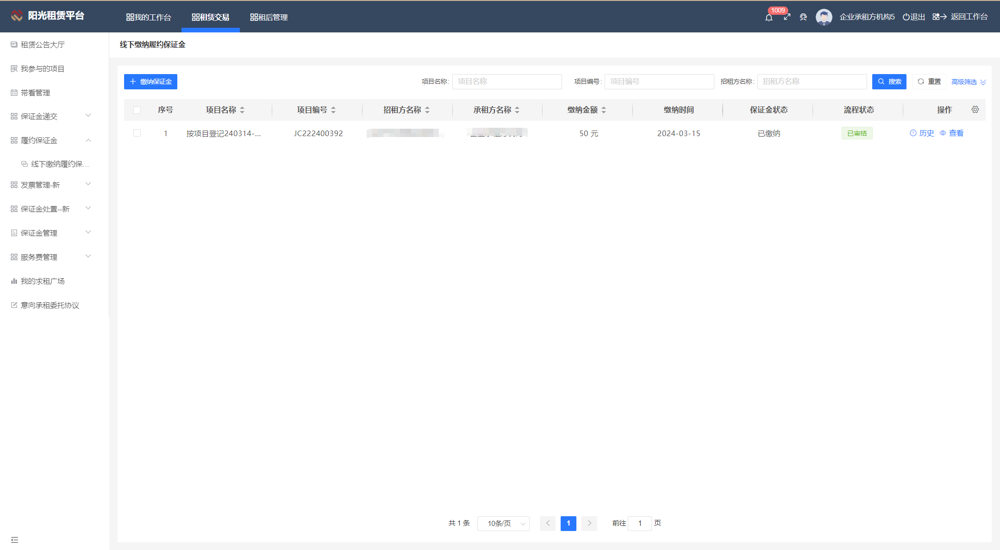 阳光租赁平台
我的工作台 租赁交易 租后管理
1009 企业承租方机构5 退出 返回工作台
租赁公告大厅
我参与的项目
带看管理
保证金递交
履约保证金
线下缴纳履约保...
发票管理-新
保证金处置--新
保证金管理
服务费管理
我的求租广场
意向承租委托协议
线下缴纳履约保证金
缴纳保证金 项目名称: 项目名称 项目编号: 项目编号 招租方名称: 招租方名称 搜索 重置 高级筛选
序号 项目名称 项目编号 招租方名称 承租方名称 缴纳金额 缴纳时间 保证金状态 流程状态 操作
1 按项目登记240314-... JC222400392 50 元 2024-03-15 已缴纳 已审结 历史 查看
共 1 条 10条/页 1 前往 1 页